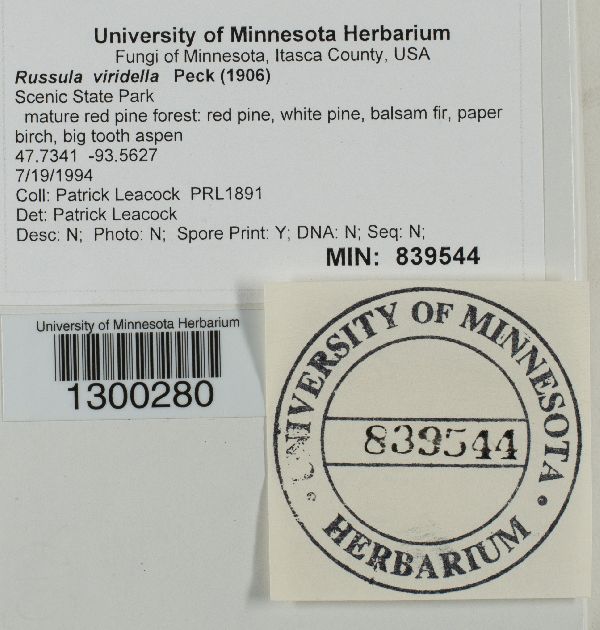 University of Minnesota Herbarium
Fungi of Minnesota, Itasca County, USA
Russula viridella Peck (1906)
Scenic State Park
mature red pine forest: red pine, white pine, balsam fir, paper
birch, big tooth aspen
47.7341 -93.5627
7/19/1994
Coll: Patrick Leacock PRL1891
Det: Patrick Leacock
Desc: N; Photo: N; Spore Print: Y; DNA: N; Seq: N;
MIN: 839544
University of Minnesota Herbarium
1300280
UNIVERSITY OF MINNESOTA
839544
HERBARIUM